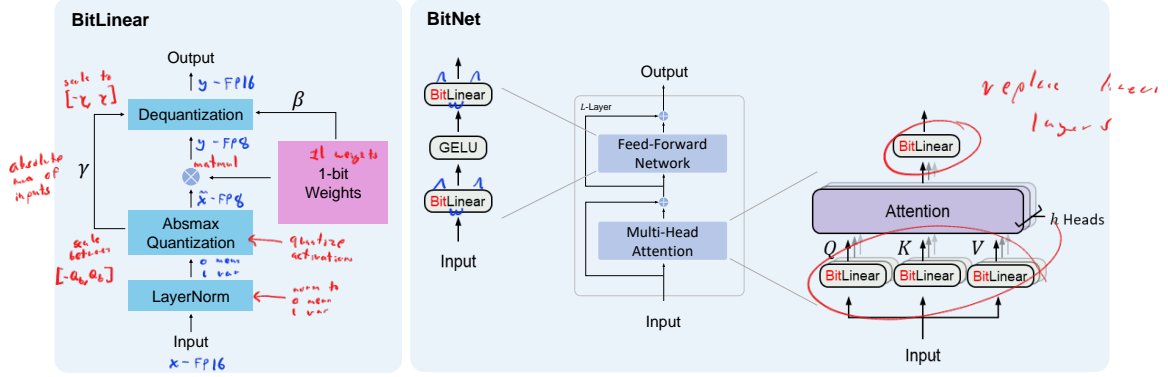 BitLinear
Output
scale to
[-γ, γ]
y - FP16
Dequantization
β
y - FP8
absolute
max of
inputs
γ
matmul
±1 weights
1-bit
Weights
x̃ - FP8
Absmax
Quantization
scale
between
[-Q_b, Q_b]
quantize
activations
0 mean
1 var
LayerNorm
norm to
0 mean
1 var
Input
x - FP16
BitNet
BitLinear
GELU
BitLinear
Input
Output
L-Layer
Feed-Forward
Network
Multi-Head
Attention
Input
replace linear
layers
BitLinear
Attention
h Heads
Q K V
BitLinear BitLinear BitLinear
Input